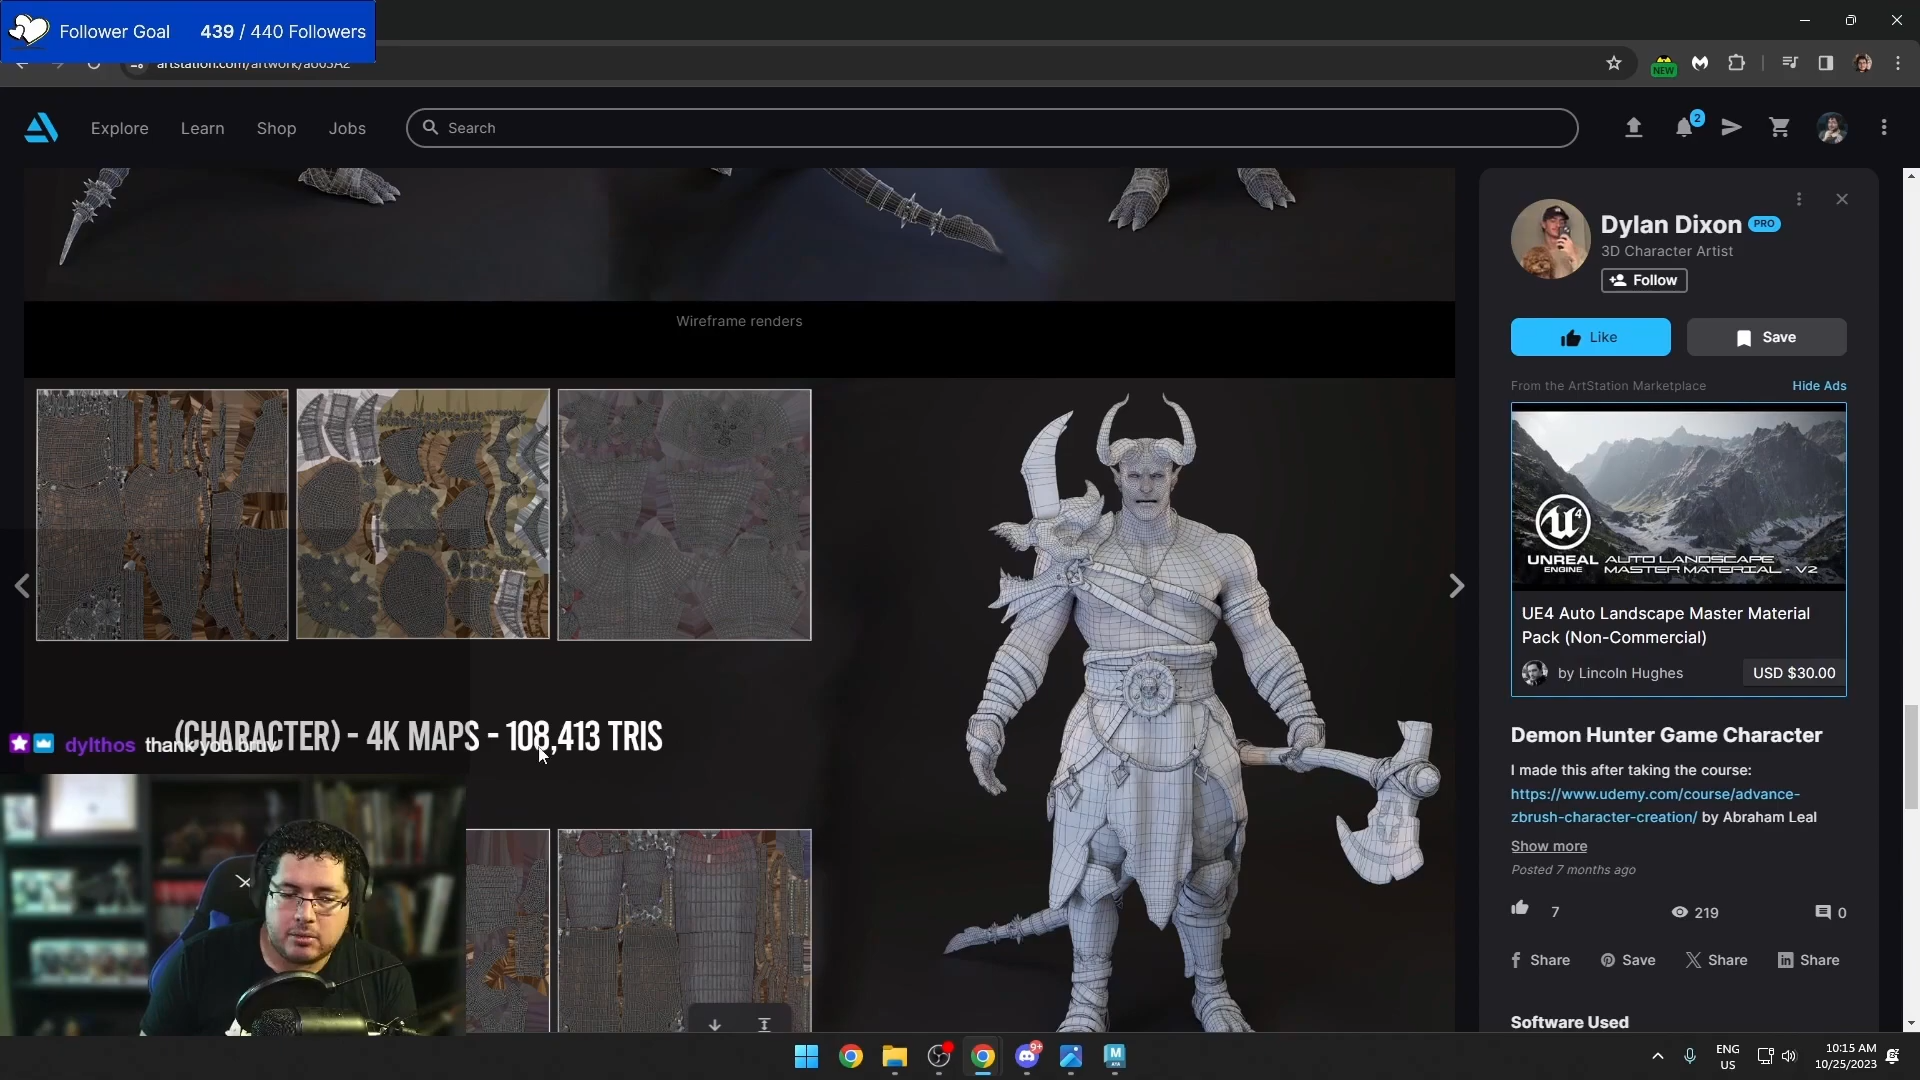 Follower Goal 439 / 440 Followers
artstation.com/artwork/a605A2
NEW
Explore
Learn
Shop
Jobs
Search
2
Dylan Dixon PRO
3D Character Artist
Follow
Wireframe renders
Like
Save
From the ArtStation Marketplace
Hide Ads
4
UNREAL ENGINE
AUTO LANDSCAPE
MASTER MATERIAL - V2
UE4 Auto Landscape Master Material
Pack (Non-Commercial)
by Lincoln Hughes
USD $30.00
(CHARACTER) - 4K MAPS - 108,413 TRIS
dylthos thank you bruv
Demon Hunter Game Character
I made this after taking the course:
https://www.udemy.com/course/advance-
zbrush-character-creation/ by Abraham Leal
Show more
Posted 7 months ago
7
219
0
Share
Save
Share
Share
Software Used
9+
M
ENG
US
10:15 AM
10/25/2023